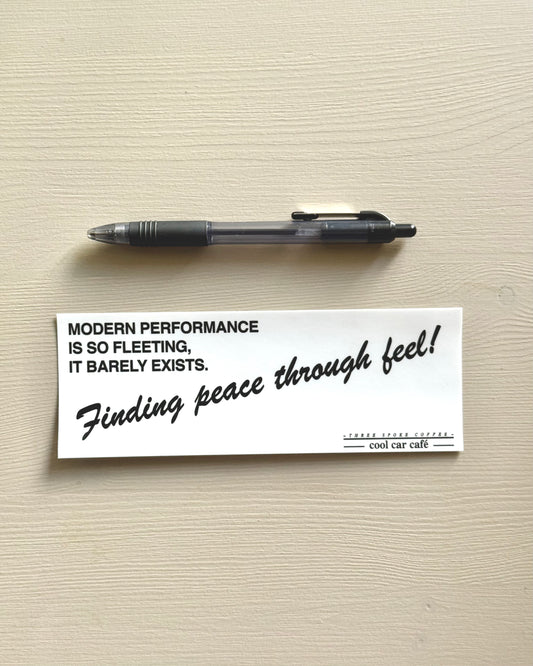 MODERN PERFORMANCE
IS SO FLEETING,
IT BARELY EXISTS.
Finding peace through feel!
-THREE SPOKE COFFEE-
cool car café